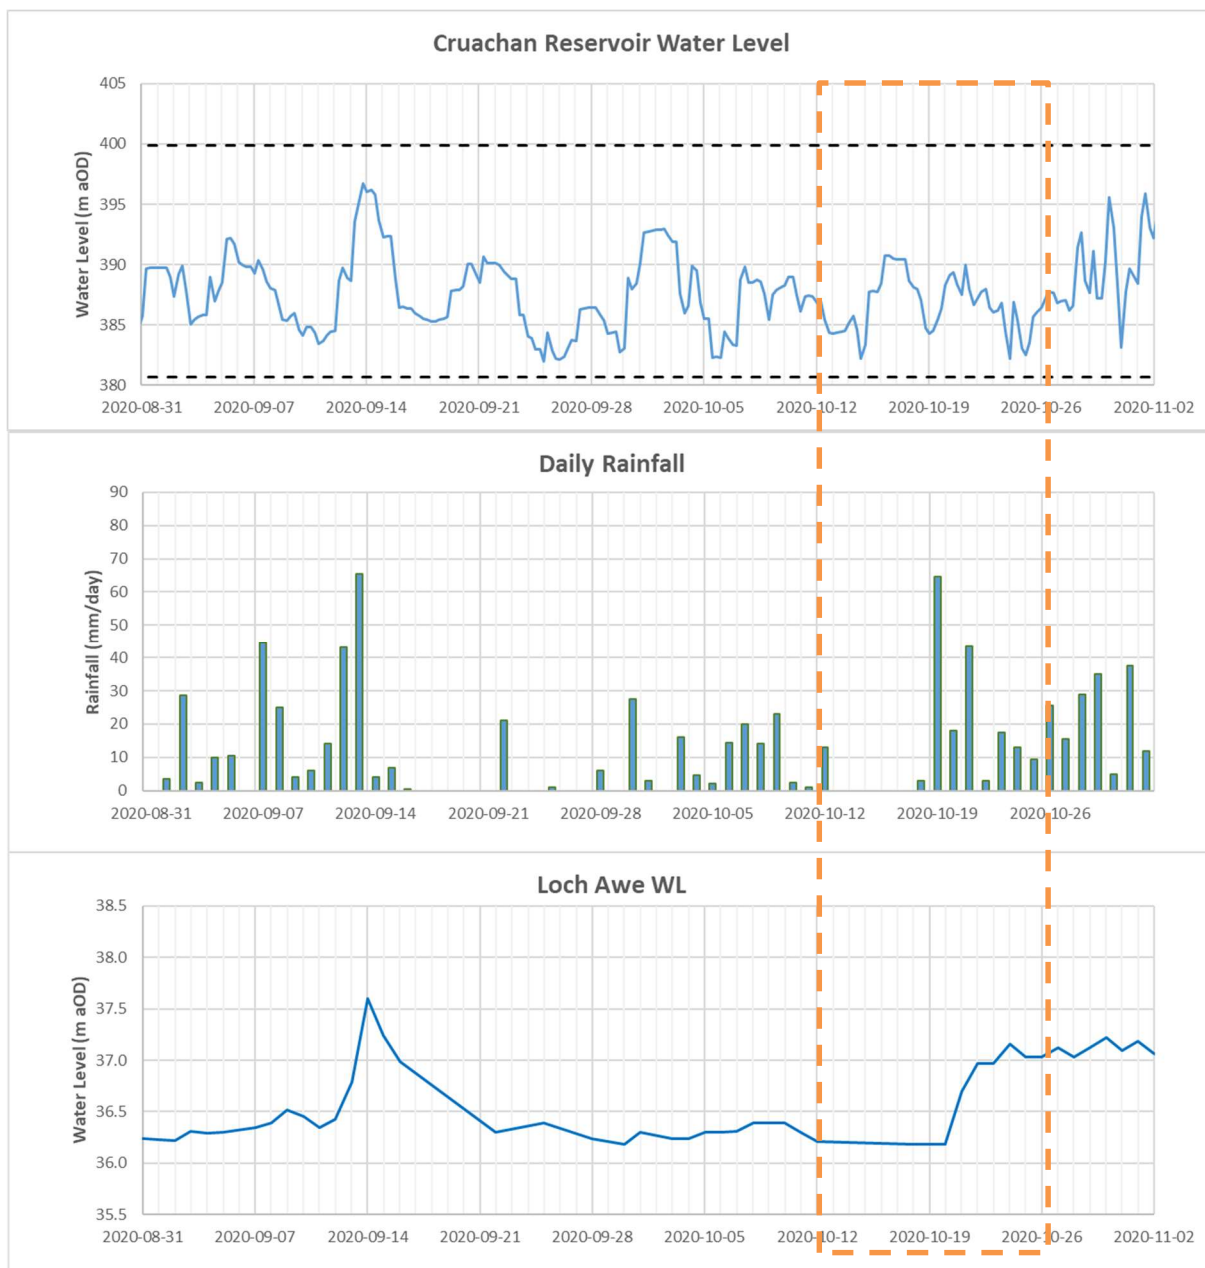 Cruachan Reservoir Water Level
Water Level (m aOD)
405
400
395
390
385
380
2020-08-31 2020-09-07 2020-09-14 2020-09-21 2020-09-28 2020-10-05 2020-10-12 2020-10-19 2020-10-26 2020-11-02
Daily Rainfall
Rainfall (mm/day)
90
80
70
60
50
40
30
20
10
0
2020-08-31 2020-09-07 2020-09-14 2020-09-21 2020-09-28 2020-10-05 2020-10-12 2020-10-19 2020-10-26
Loch Awe WL
Water Level (m aOD)
38.5
38.0
37.5
37.0
36.5
36.0
35.5
2020-08-31 2020-09-07 2020-09-14 2020-09-21 2020-09-28 2020-10-05 2020-10-12 2020-10-19 2020-10-26 2020-11-02